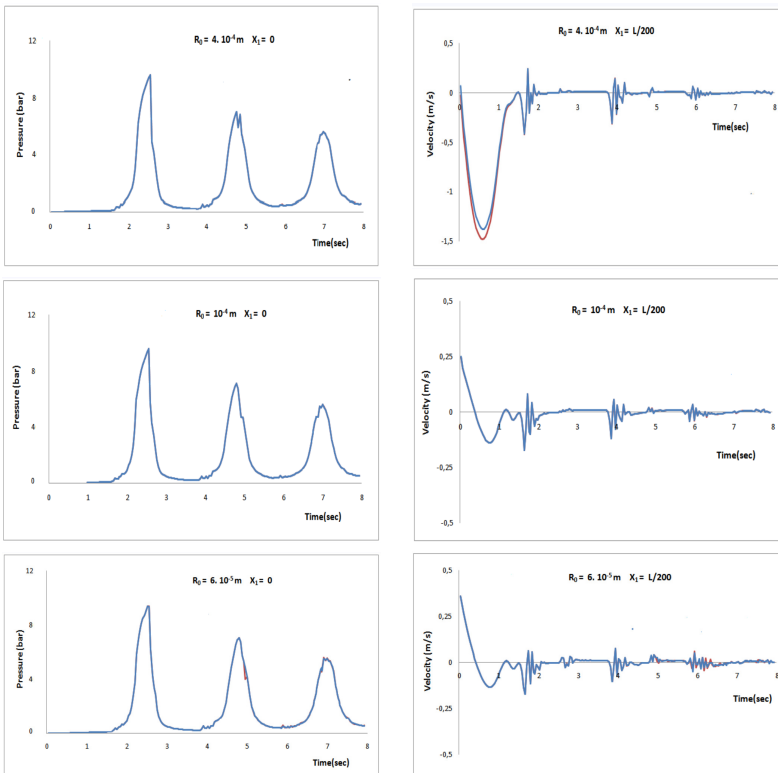 R₀ = 4. 10⁻⁴ m X₁ = 0
Pressure (bar)
12
8
4
0
0 1 2 3 4 5 6 7 8
Time(sec)
R₀ = 4. 10⁻⁴ m X₁ = L/200
Velocity (m/s)
0,5
0
-0,5
-1
-1,5
0 1 2 3 4 5 6 7 8
Time(sec)
R₀ = 10⁻⁴ m X₁ = 0
Pressure (bar)
12
8
4
0
0 1 2 3 4 5 6 7 8
Time(sec)
R₀ = 10⁻⁴ m X₁ = L/200
Velocity (m/s)
0,5
0,25
0
-0,25
-0,5
0 1 2 3 4 5 6 7 8
Time(sec)
R₀ = 6. 10⁻⁵ m X₁ = 0
Pressure (bar)
12
8
4
0
0 1 2 3 4 5 6 7 8
Time(sec)
R₀ = 6. 10⁻⁵ m X₁ = L/200
Velocity (m/s)
0,5
0,25
0
-0,25
-0,5
0 1 2 3 4 5 6 7 8
Time(sec)